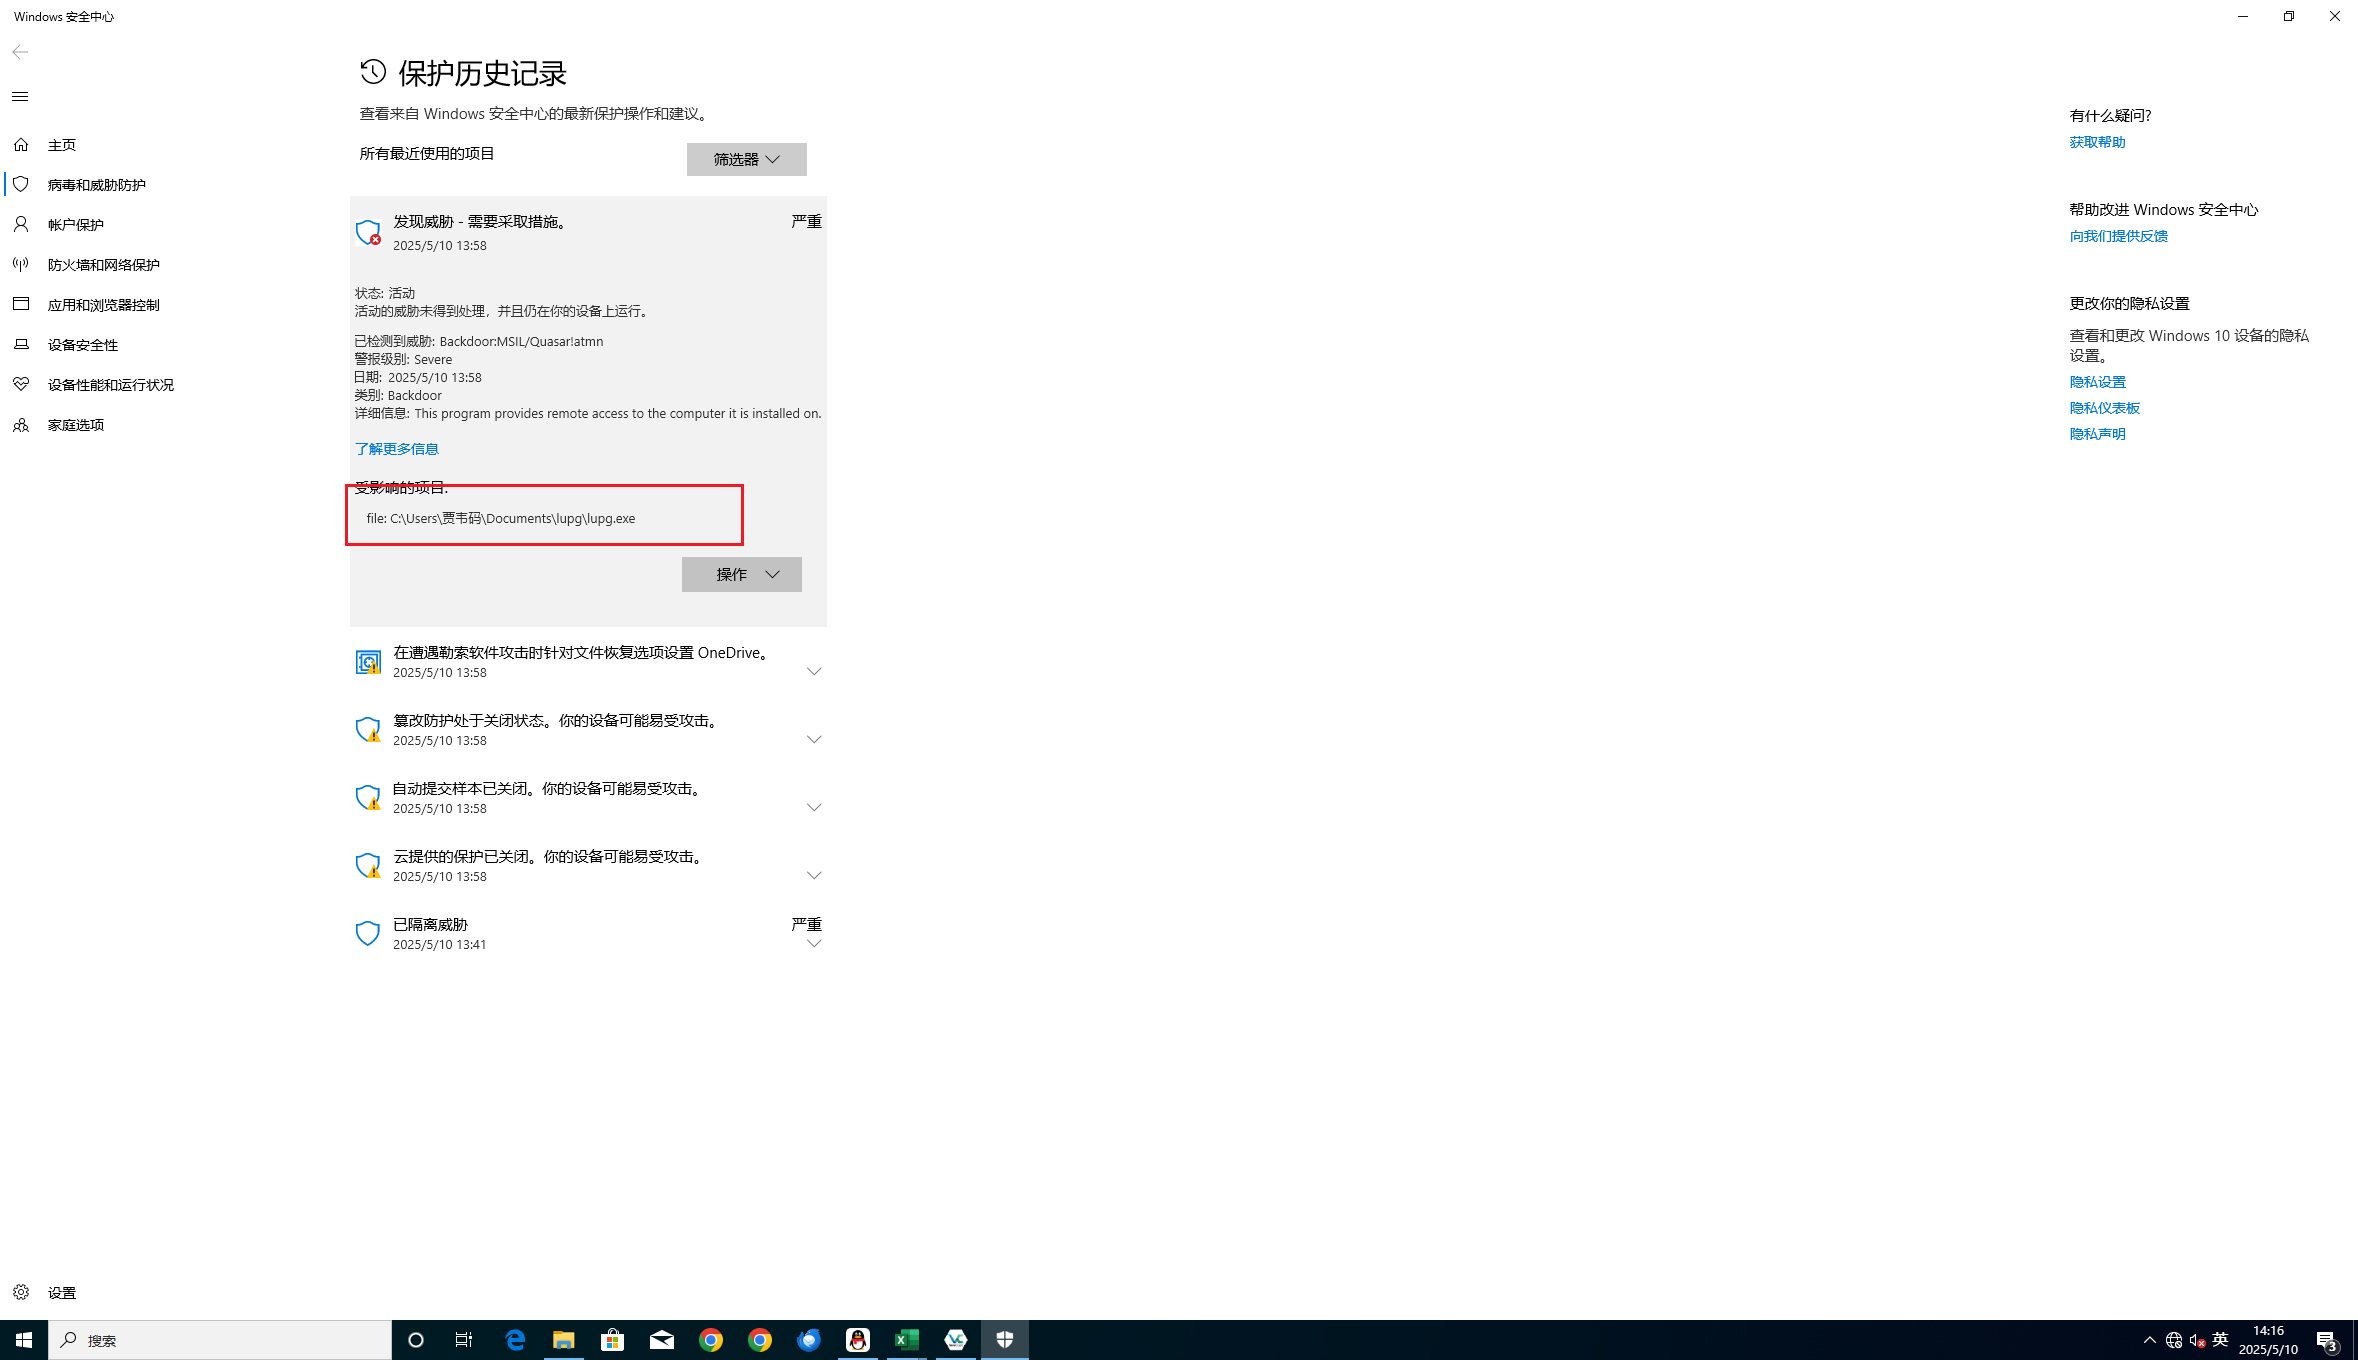 Windows 安全中心
保护历史记录
查看来自 Windows 安全中心的最新保护操作和建议。
所有最近使用的项目
筛选器
主页
病毒和威胁防护
帐户保护
防火墙和网络保护
应用和浏览器控制
设备安全性
设备性能和运行状况
家庭选项
发现威胁 - 需要采取措施。
严重
2025/5/10 13:58
状态: 活动
活动的威胁未得到处理，并且仍在你的设备上运行。
已检测到威胁: Backdoor:MSIL/Quasar!atmn
警报级别: Severe
日期: 2025/5/10 13:58
类别: Backdoor
详细信息: This program provides remote access to the computer it is installed on.
了解更多信息
受影响的项目:
file: C:\Users\贾韦码\Documents\lupg\lupg.exe
操作
在遭遇勒索软件攻击时针对文件恢复选项设置 OneDrive。
2025/5/10 13:58
篡改防护处于关闭状态。你的设备可能易受攻击。
2025/5/10 13:58
自动提交样本已关闭。你的设备可能易受攻击。
2025/5/10 13:58
云提供的保护已关闭。你的设备可能易受攻击。
2025/5/10 13:58
已隔离威胁
严重
2025/5/10 13:41
有什么疑问?
获取帮助
帮助改进 Windows 安全中心
向我们提供反馈
更改你的隐私设置
查看和更改 Windows 10 设备的隐私
设置。
隐私设置
隐私仪表板
隐私声明
设置
搜索
英
14:16
2025/5/10
3